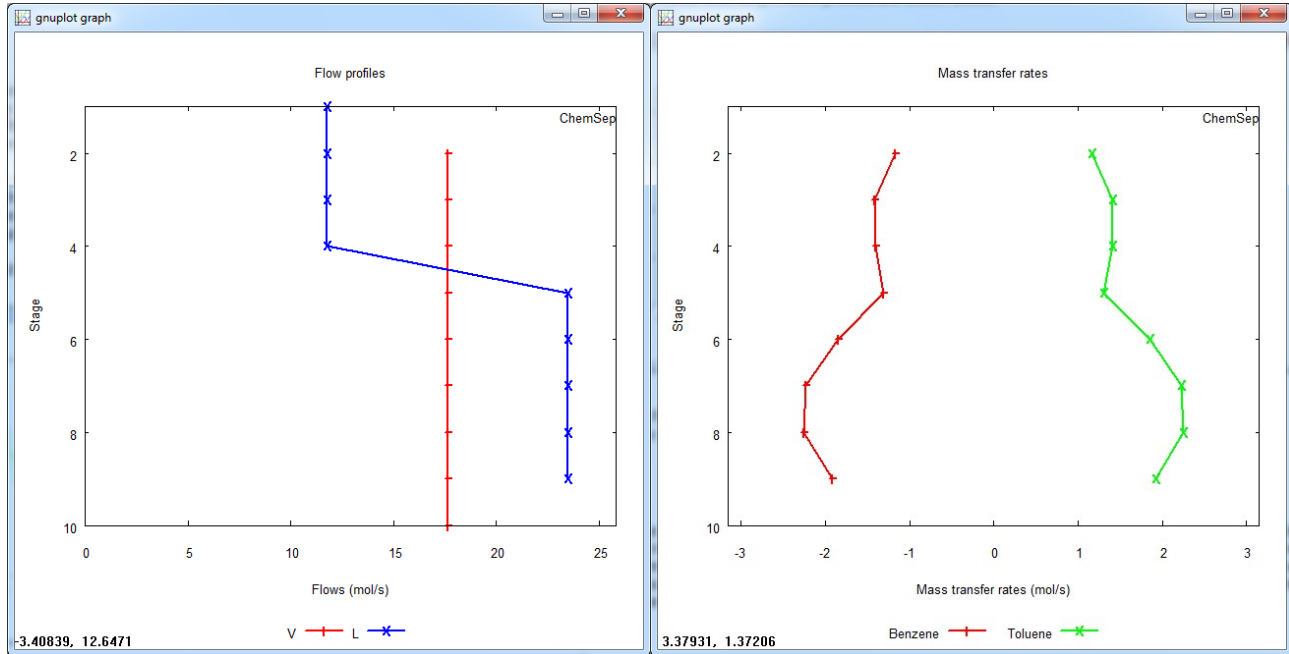 gnuplot graph
Flow profiles
ChemSep
2
4
6
8
10
Stage
0 5 10 15 20 25
Flows (mol/s)
V L
-3.40839, 12.6471
gnuplot graph
Mass transfer rates
ChemSep
2
4
6
8
10
Stage
-3 -2 -1 0 1 2 3
Mass transfer rates (mol/s)
Benzene Toluene
3.37931, 1.37206